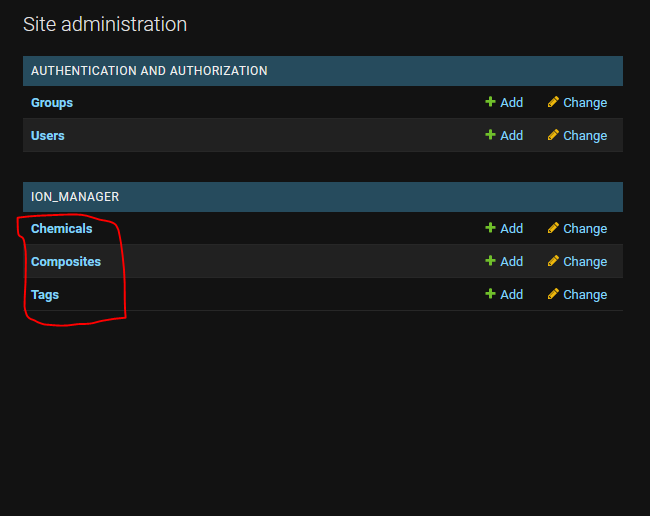 Site administration
AUTHENTICATION AND AUTHORIZATION
Groups + Add Change
Users + Add Change
ION_MANAGER
Chemicals + Add Change
Composites + Add Change
Tags + Add Change